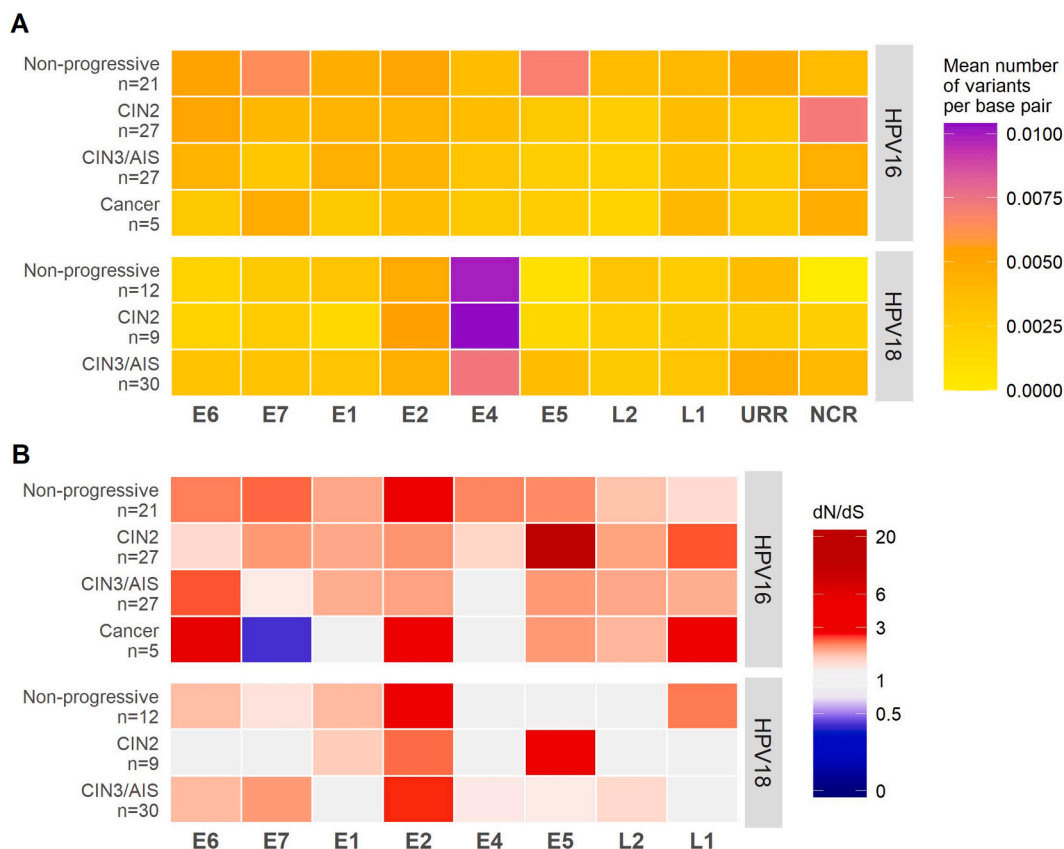 A
Non-progressive
n=21
CIN2
n=27
CIN3/AIS
n=27
Cancer
n=5
HPV16
Non-progressive
n=12
CIN2
n=9
CIN3/AIS
n=30
HPV18
E6 E7 E1 E2 E4 E5 L2 L1 URR NCR
Mean number
of variants
per base pair
0.0100
0.0075
0.0050
0.0025
0.0000
B
Non-progressive
n=21
CIN2
n=27
CIN3/AIS
n=27
Cancer
n=5
HPV16
Non-progressive
n=12
CIN2
n=9
CIN3/AIS
n=30
HPV18
E6 E7 E1 E2 E4 E5 L2 L1
dN/dS
20
6
3
1
0.5
0